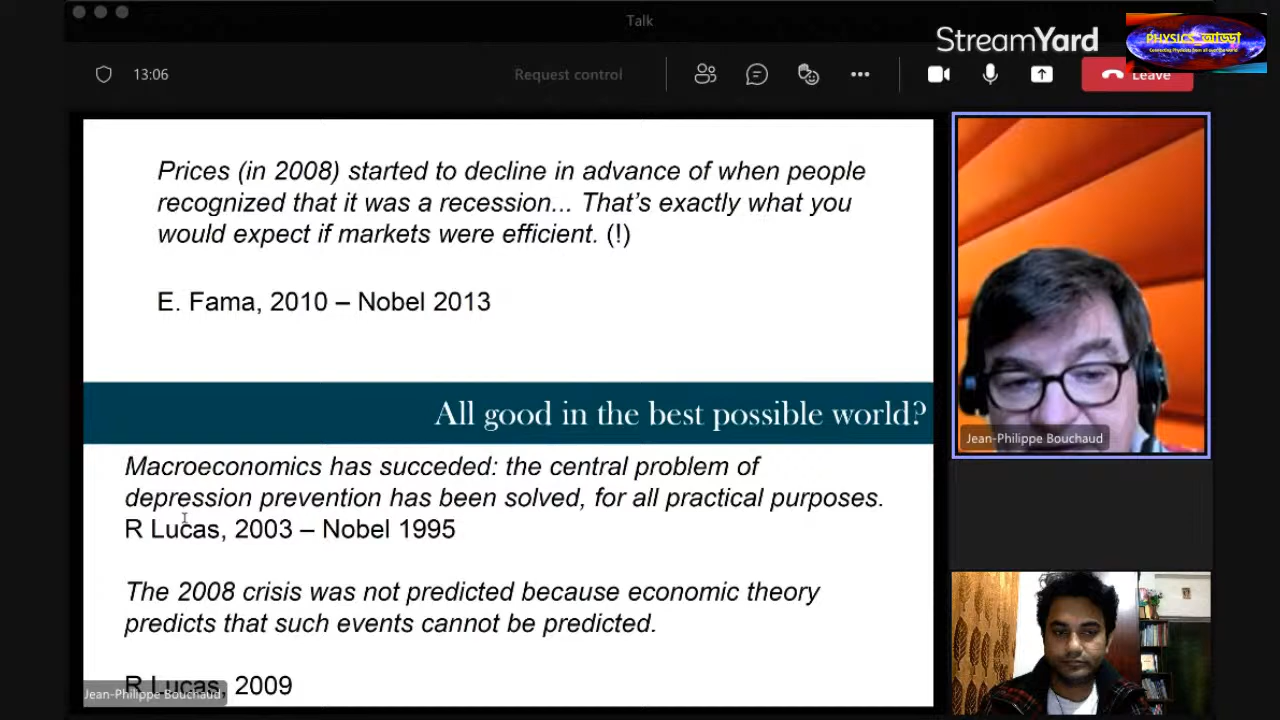 Talk
StreamYard
PHYSICS_আড্ডা
13:06
Request control
Leave
Prices (in 2008) started to decline in advance of when people
recognized that it was a recession... That's exactly what you
would expect if markets were efficient. (!)
E. Fama, 2010 – Nobel 2013
All good in the best possible world?
Macroeconomics has succeded: the central problem of
depression prevention has been solved, for all practical purposes.
R Lucas, 2003 – Nobel 1995
The 2008 crisis was not predicted because economic theory
predicts that such events cannot be predicted.
R Lucas, 2009
Jean-Philippe Bouchaud
Jean-Philippe Bouchaud